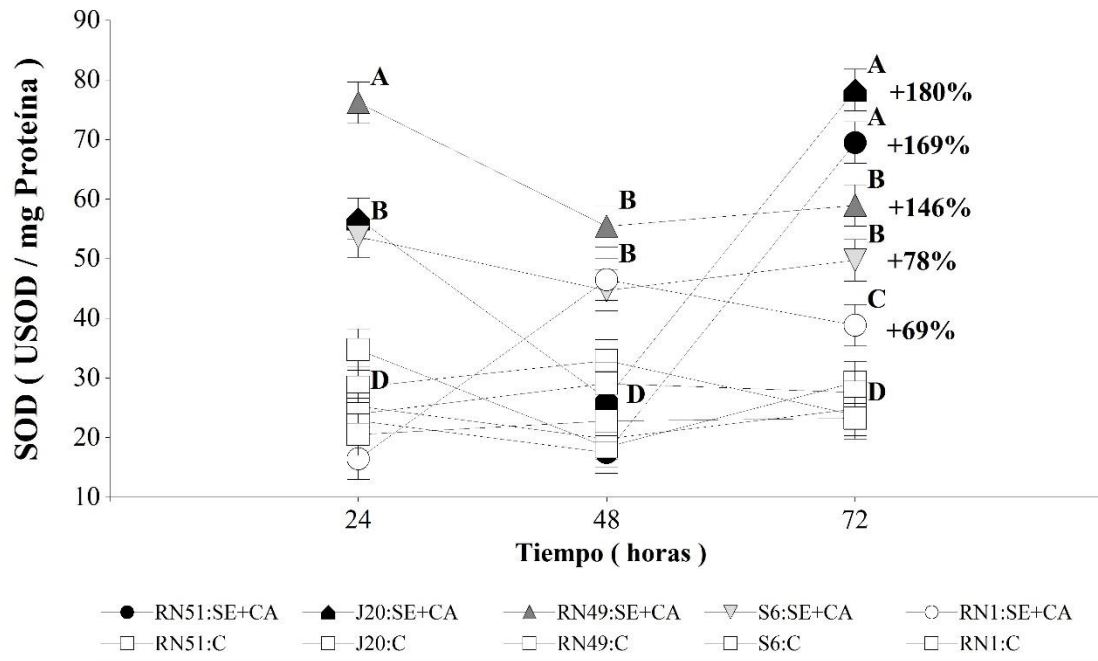 SOD ( USOD / mg Proteína )
90
80
70
60
50
40
30
20
10
A
B
D
B
B
D
A
+180%
A
+169%
B
+146%
B
+78%
C
+69%
D
24
48
72
Tiempo ( horas )
RN51:SE+CA J20:SE+CA RN49:SE+CA S6:SE+CA RN1:SE+CA
RN51:C J20:C RN49:C S6:C RN1:C